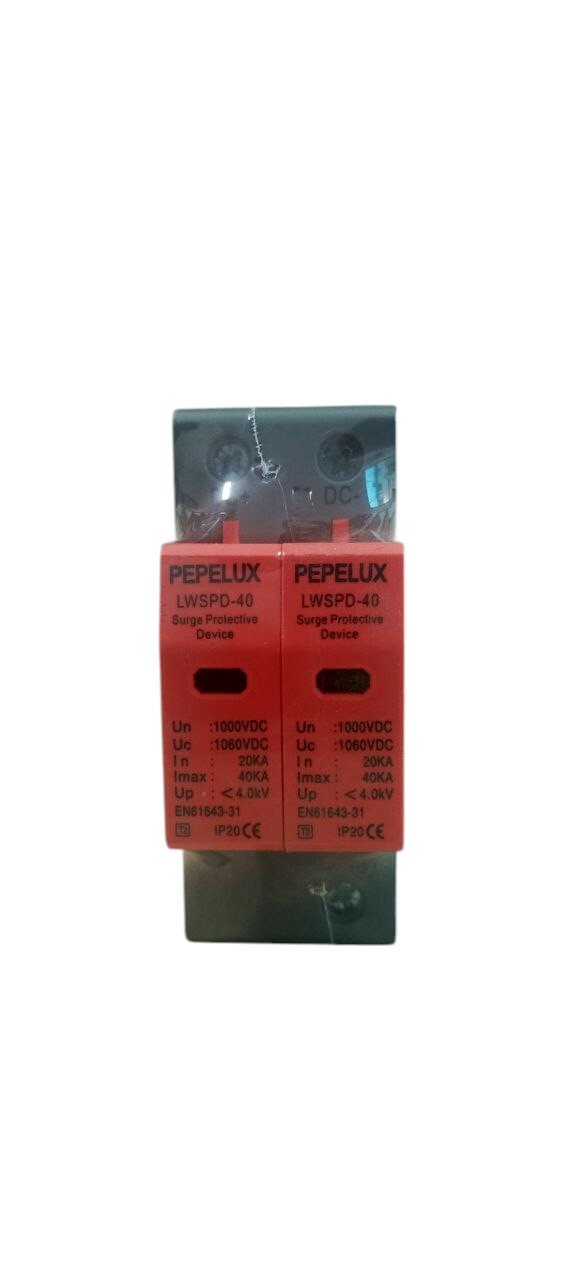 DC+ DC-
PEPELUX
LWSPD-40
Surge Protective
Device
Un :1000VDC
Uc :1060VDC
In : 20KA
Imax : 40KA
Up : <4.0kV
EN61643-31
T2 IP20 CE
PEPELUX
LWSPD-40
Surge Protective
Device
Un :1000VDC
Uc :1060VDC
In : 20KA
Imax : 40KA
Up : <4.0kV
EN61643-31
T2 IP20 CE